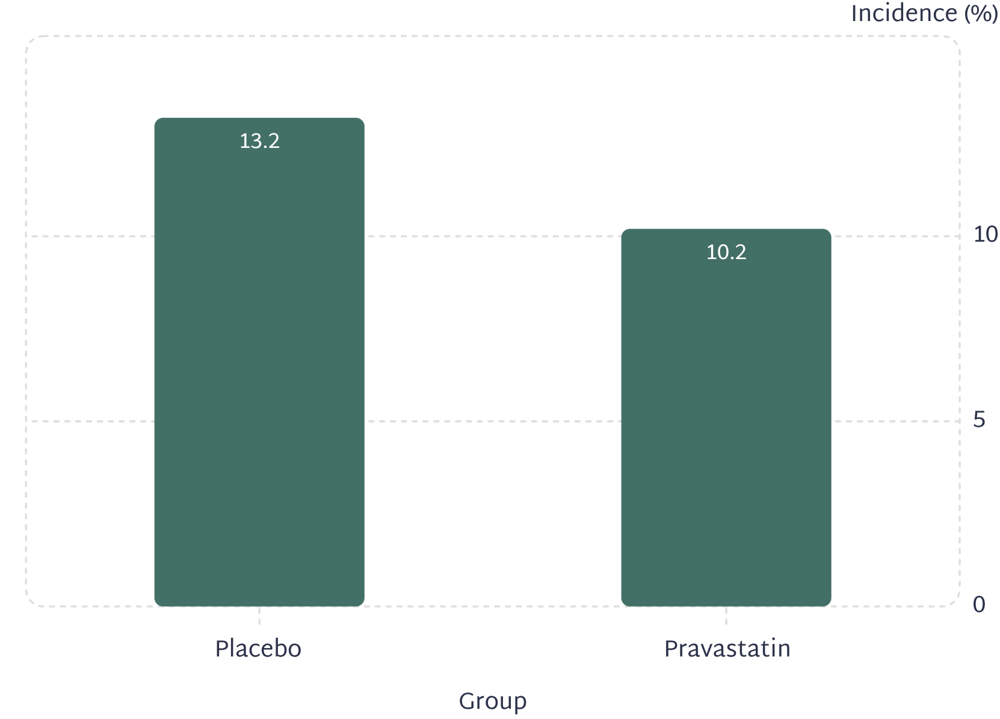 Incidence (%)
13.2
10
10.2
5
0
Placebo
Pravastatin
Group